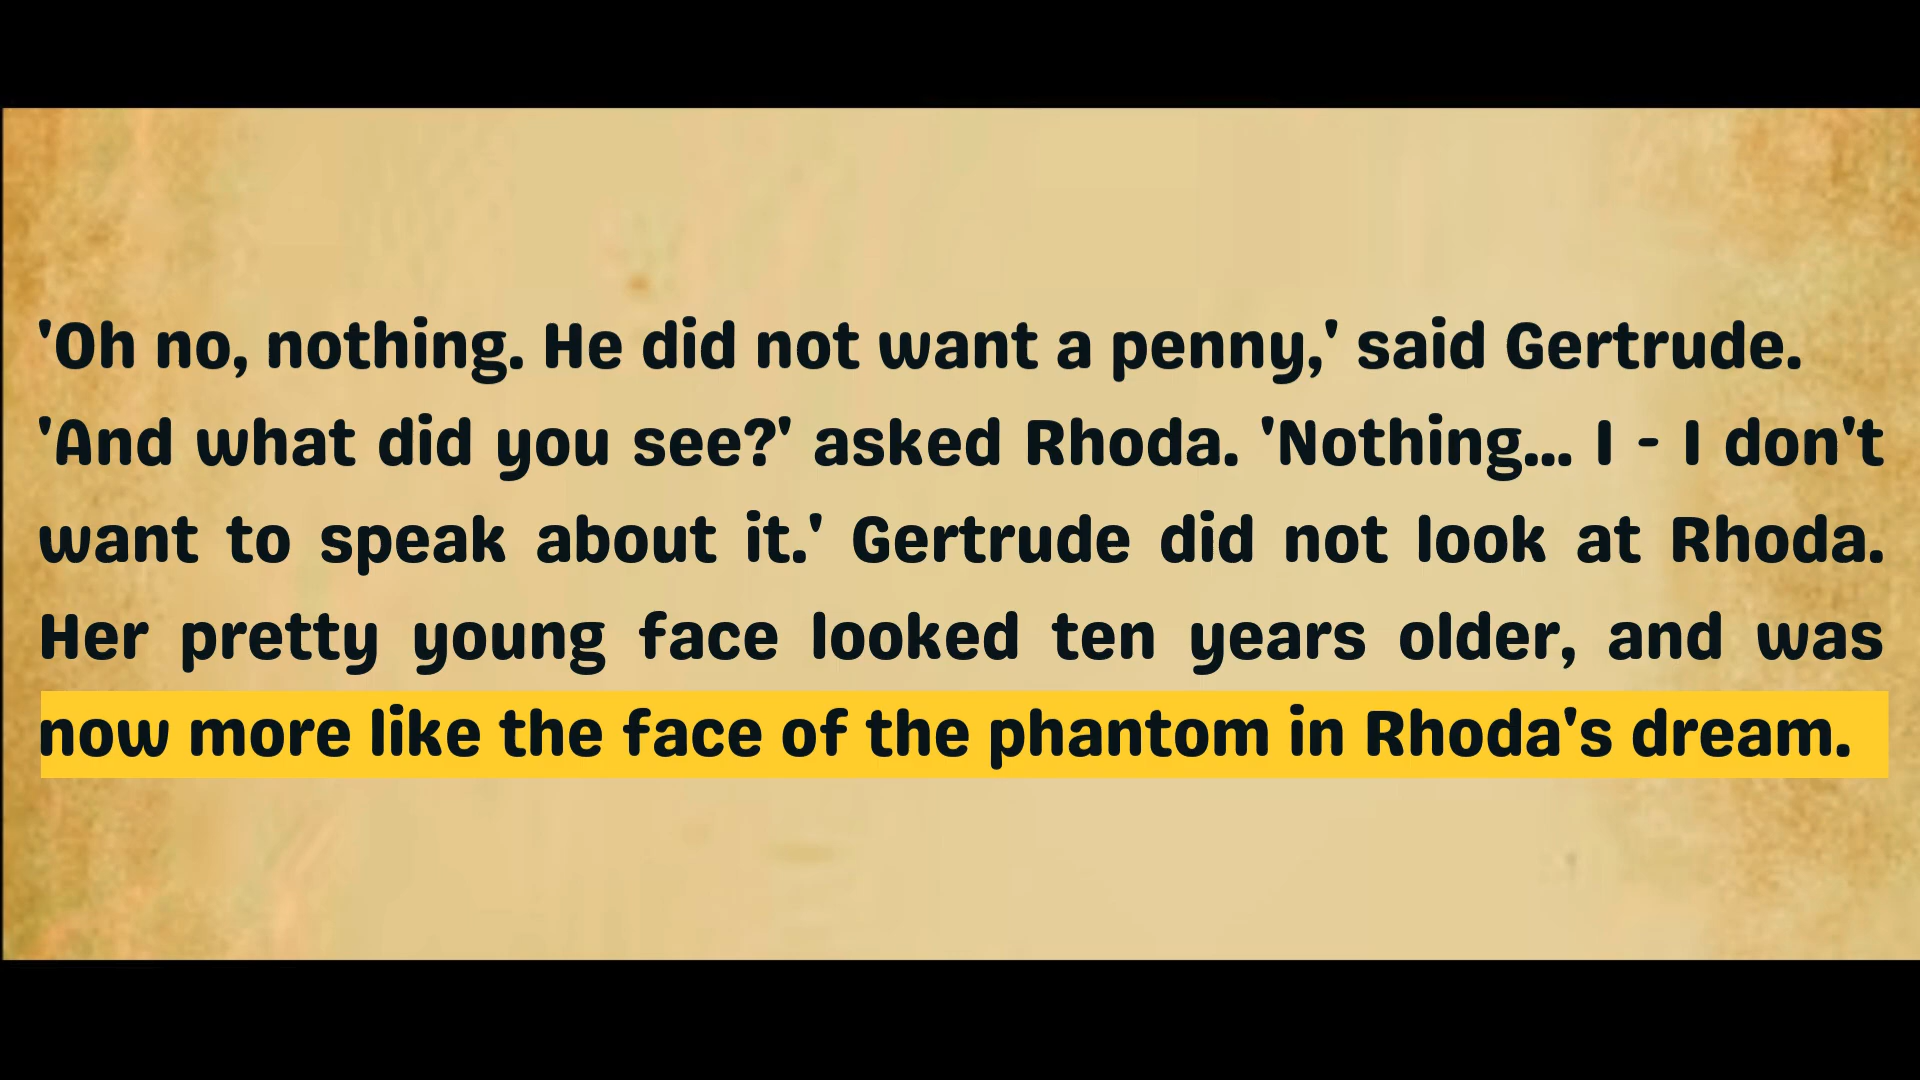 'Oh no, nothing. He did not want a penny,' said Gertrude.
'And what did you see?' asked Rhoda. 'Nothing... I - I don't
want to speak about it.' Gertrude did not look at Rhoda.
Her pretty young face looked ten years older, and was
now more like the face of the phantom in Rhoda's dream.